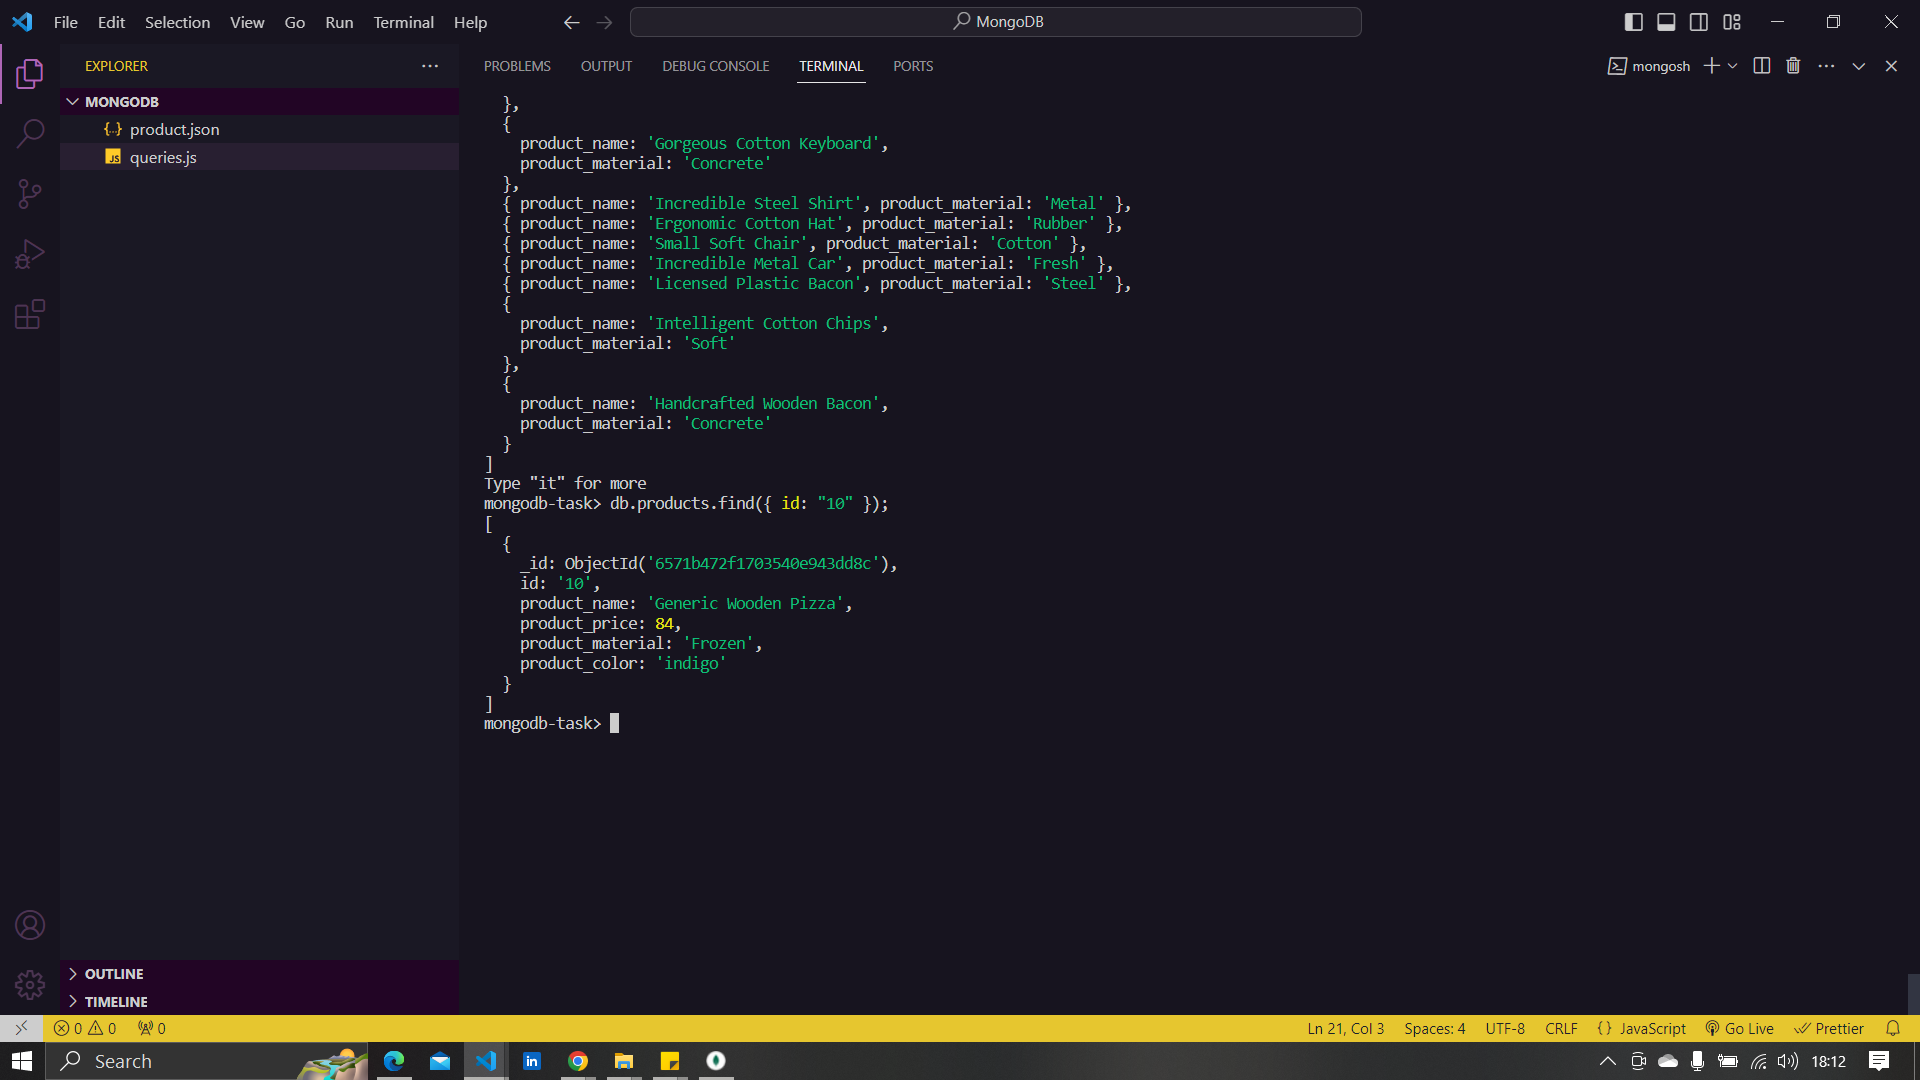 File Edit Selection View Go Run Terminal Help
MongoDB
EXPLORER
MONGODB
{..} product.json
JS queries.js
OUTLINE
TIMELINE
PROBLEMS OUTPUT DEBUG CONSOLE TERMINAL PORTS
mongosh
},
{
product_name: 'Gorgeous Cotton Keyboard',
product_material: 'Concrete'
},
{ product_name: 'Incredible Steel Shirt', product_material: 'Metal' },
{ product_name: 'Ergonomic Cotton Hat', product_material: 'Rubber' },
{ product_name: 'Small Soft Chair', product_material: 'Cotton' },
{ product_name: 'Incredible Metal Car', product_material: 'Fresh' },
{ product_name: 'Licensed Plastic Bacon', product_material: 'Steel' },
{
product_name: 'Intelligent Cotton Chips',
product_material: 'Soft'
},
{
product_name: 'Handcrafted Wooden Bacon',
product_material: 'Concrete'
}
]
Type "it" for more
mongodb-task> db.products.find({ id: "10" });
[
{
_id: ObjectId('6571b472f1703540e943dd8c'),
id: '10',
product_name: 'Generic Wooden Pizza',
product_price: 84,
product_material: 'Frozen',
product_color: 'indigo'
}
]
mongodb-task>
0 0 0
Ln 21, Col 3 Spaces: 4 UTF-8 CRLF { } JavaScript Go Live Prettier
Search
in
18:12